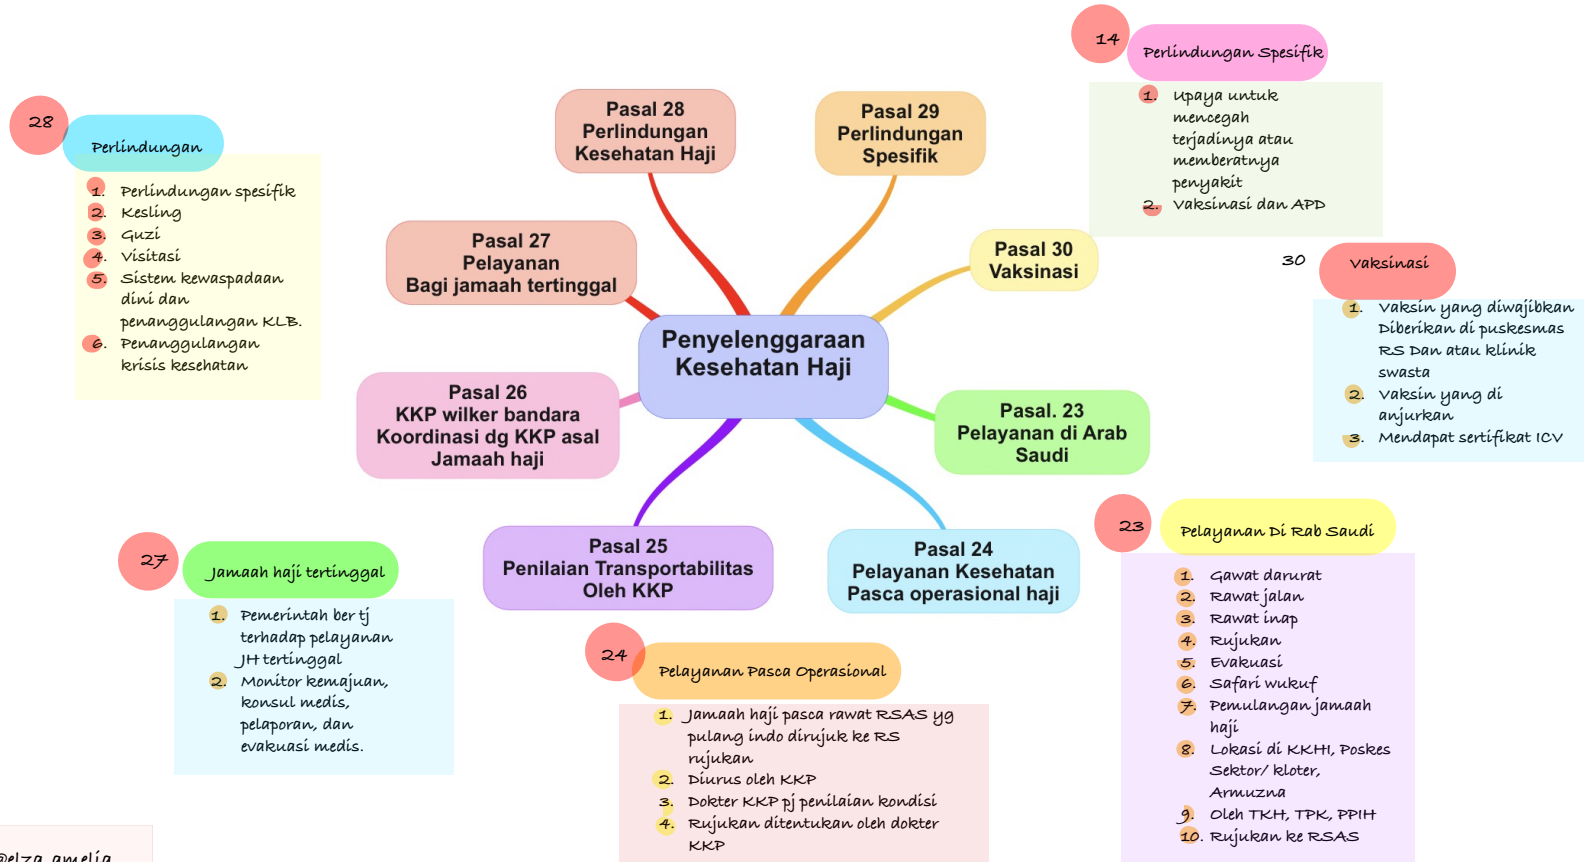 14
Perlindungan Spesifik
1. Upaya untuk
mencegah
terjadinya atau
memberatnya
penyakit
2. Vaksinasi dan APD
28
Perlindungan
1. Perlindungan spesifik
2. Kesling
3. Guzi
4. Visitasi
5. Sistem kewaspadaan
dini dan
penanggulangan KLB.
6. Penanggulangan
krisis kesehatan
Pasal 28
Perlindungan
Kesehatan Haji
Pasal 29
Perlindungan
Spesifik
Pasal 27
Pelayanan
Bagi jamaah tertinggal
Pasal 30
Vaksinasi
Penyelenggaraan
Kesehatan Haji
Pasal 26
KKP wilker bandara
Koordinasi dg KKP asal
Jamaah haji
Pasal. 23
Pelayanan di Arab
Saudi
Pasal 25
Penilaian Transportabilitas
Oleh KKP
Pasal 24
Pelayanan Kesehatan
Pasca operasional haji
30
Vaksinasi
1. Vaksin yang diwajibkan
Diberikan di puskesmas
RS Dan atau klinik
swasta
2. Vaksin yang di
anjurkan
3. Mendapat sertifikat ICV
27
Jamaah haji tertinggal
1. Pemerintah ber tj
terhadap pelayanan
JH tertinggal
2. Monitor kemajuan,
konsul medis,
pelaporan, dan
evakuasi medis.
24
Pelayanan Pasca Operasional
1. Jamaah haji pasca rawat RSAS yg
pulang indo dirujuk ke RS
rujukan
2. Diurus oleh KKP
3. Dokter KKP pj penilaian kondisi
4. Rujukan ditentukan oleh dokter
KKP
23
Pelayanan Di Rab Saudi
1. Gawat darurat
2. Rawat jalan
3. Rawat inap
4. Rujukan
5. Evakuasi
6. Safari wukuf
7. Pemulangan jamaah
haji
8. Lokasi di KKHI, Poskes
Sektor/ kloter,
Armuzna
9. Oleh TKH, TPK, PPIH
10. Rujukan ke RSAS
@elza amelia